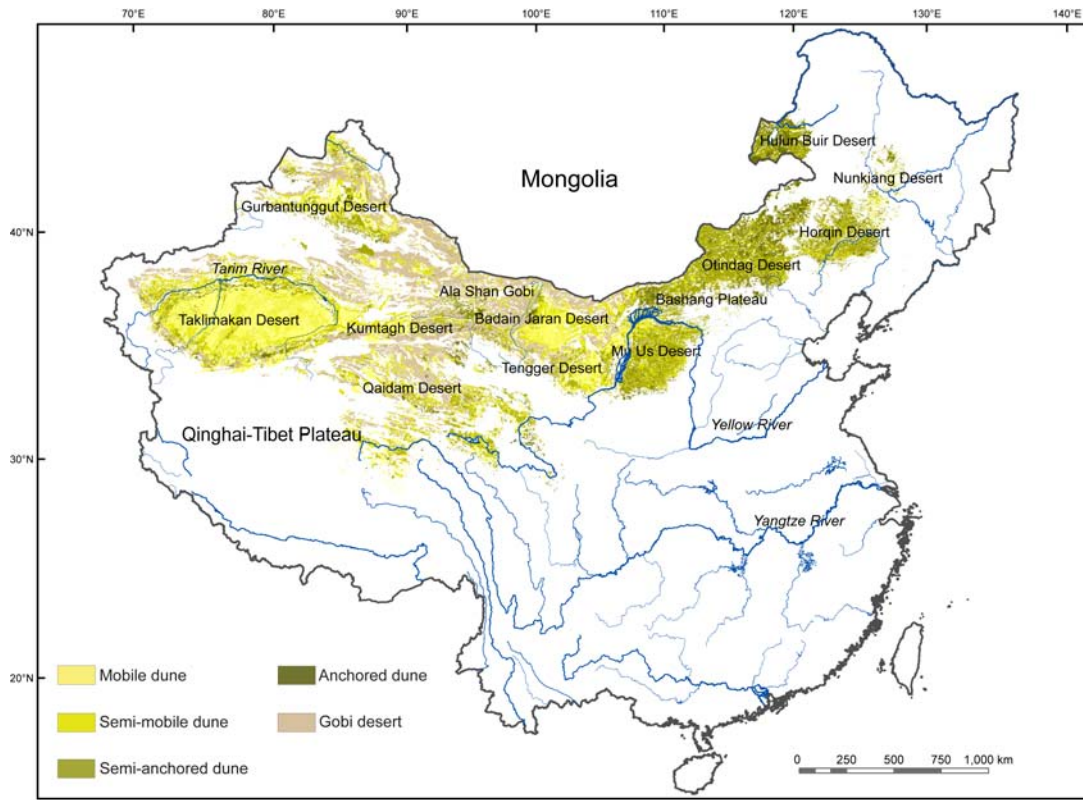 70°E 80°E 90°E 100°E 110°E 120°E 130°E 140°E
Hulun Buir Desert
Mongolia
Nunkiang Desert
Gurbantunggut Desert
40°N
Horqin Desert
Otindag Desert
Tarim River
Ala Shan Gobi
Bashang Plateau
Taklimakan Desert
Kumtagh Desert
Badain Jaran Desert
Mu Us Desert
Tengger Desert
Qaidam Desert
Yellow River
Qinghai-Tibet Plateau
30°N
Yangtze River
Mobile dune
Anchored dune
20°N
Semi-mobile dune
Gobi desert
Semi-anchored dune
0 250 500 750 1,000 km